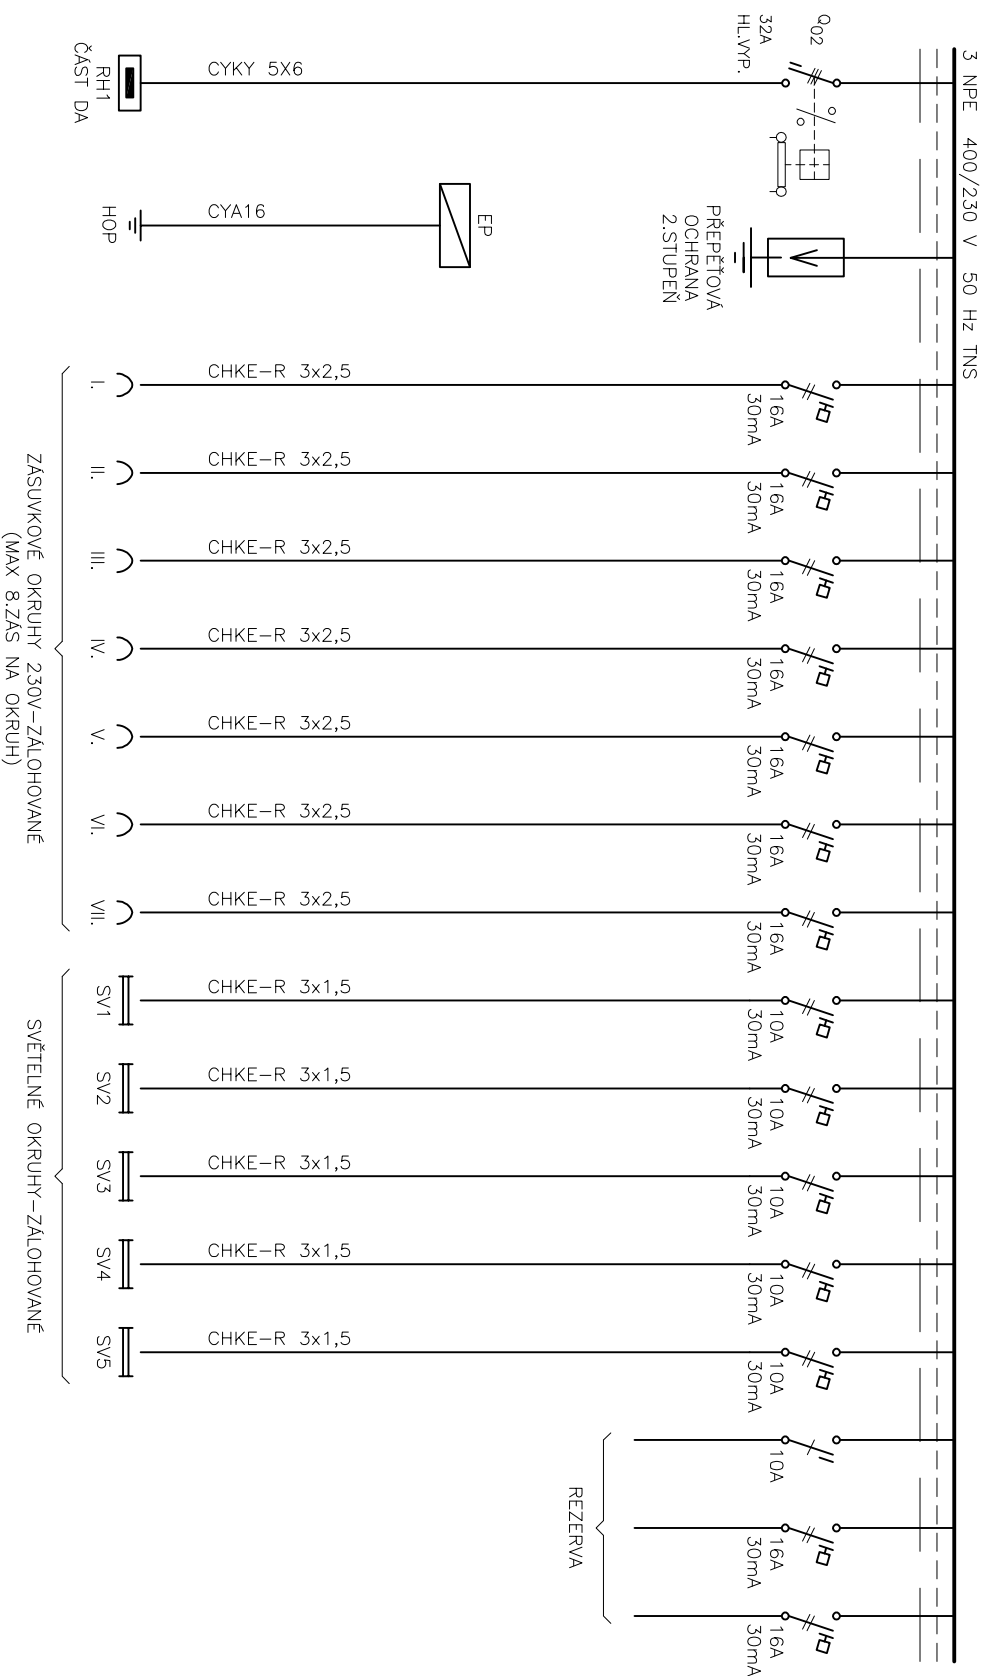 3 NPE 400/230 V 50 Hz TNS
Q02
32A
HL.VYP.
CYKY 5X6
RH1
ČÁST DA
PŘEPĚŤOVÁ
OCHRANA
2.STUPEŇ
EP
CYA16
HOP
16A
30mA
CHKE-R 3x2,5
I.
16A
30mA
CHKE-R 3x2,5
II.
16A
30mA
CHKE-R 3x2,5
III.
16A
30mA
CHKE-R 3x2,5
IV.
16A
30mA
CHKE-R 3x2,5
V.
16A
30mA
CHKE-R 3x2,5
VI.
16A
30mA
CHKE-R 3x2,5
VII.
ZÁSUVKOVÉ OKRUHY 230V-ZÁLOHOVANÉ
(MAX 8.ZÁS NA OKRUH)
10A
30mA
CHKE-R 3x1,5
SV1
10A
30mA
CHKE-R 3x1,5
SV2
10A
30mA
CHKE-R 3x1,5
SV3
10A
30mA
CHKE-R 3x1,5
SV4
10A
30mA
CHKE-R 3x1,5
SV5
SVĚTELNÉ OKRUHY-ZÁLOHOVANÉ
10A
16A
30mA
16A
30mA
REZERVA